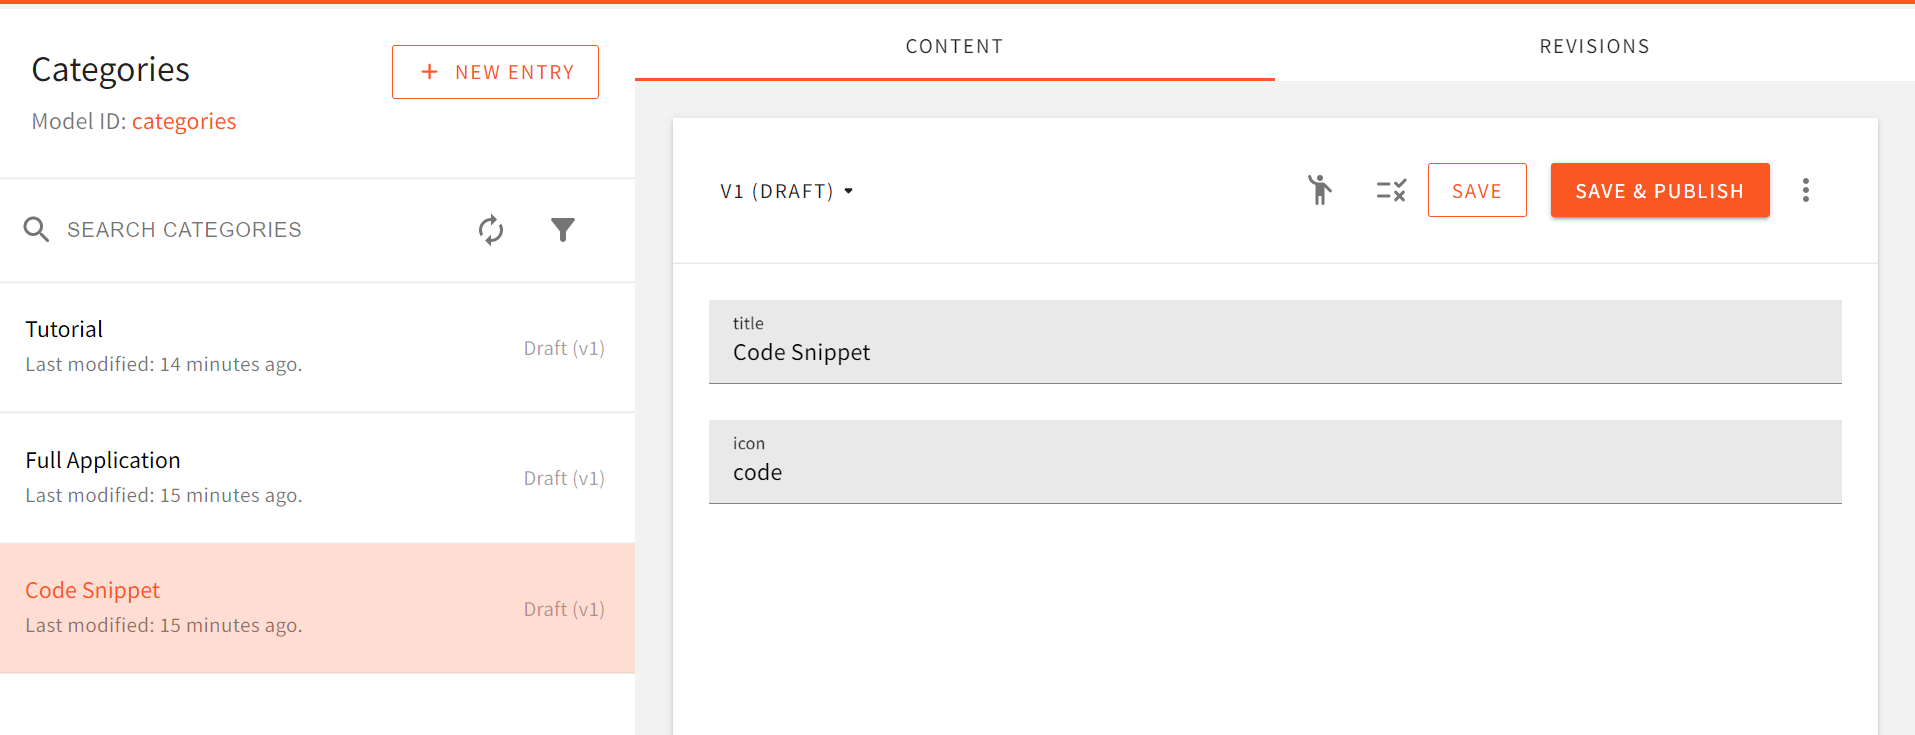 Categories
+ NEW ENTRY
Model ID: categories
SEARCH CATEGORIES
Tutorial
Last modified: 14 minutes ago.
Draft (v1)
Full Application
Last modified: 15 minutes ago.
Draft (v1)
Code Snippet
Last modified: 15 minutes ago.
Draft (v1)
CONTENT
REVISIONS
V1 (DRAFT)
SAVE
SAVE & PUBLISH
title
Code Snippet
icon
code